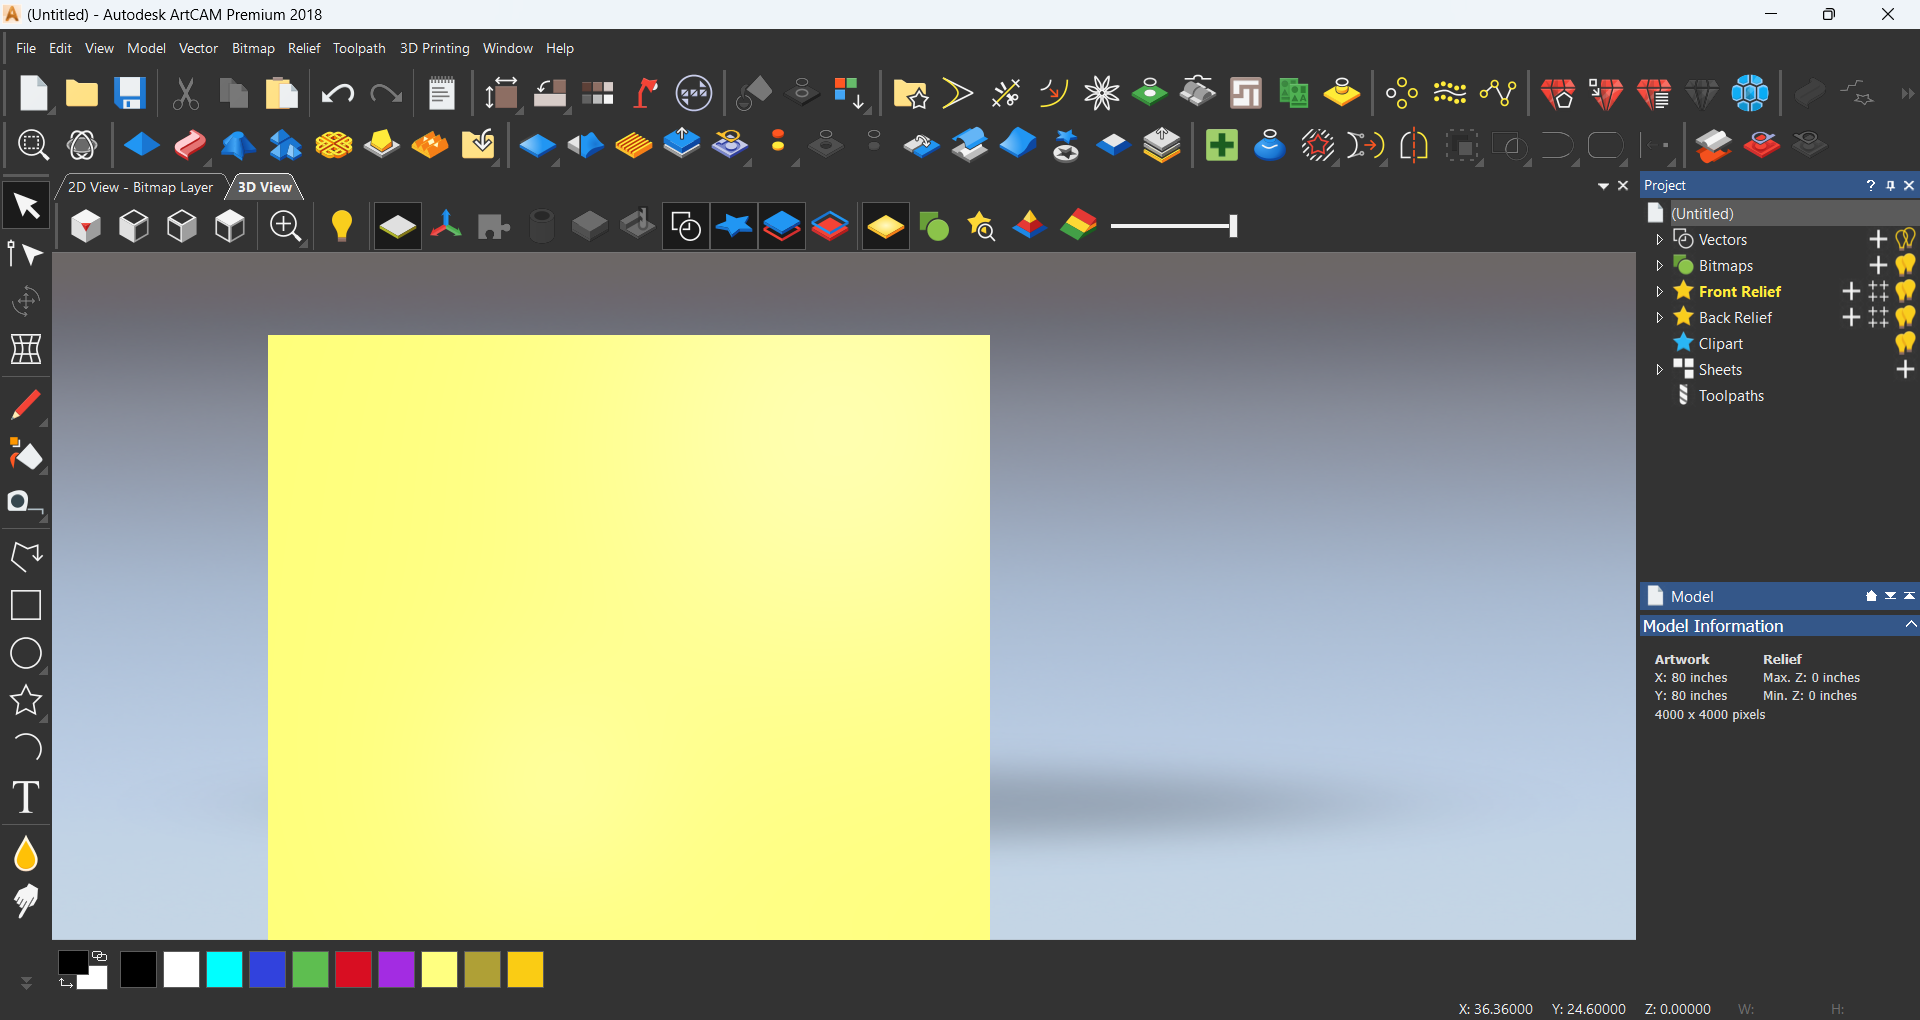 (Untitled) - Autodesk ArtCAM Premium 2018
File Edit View Model Vector Bitmap Relief Toolpath 3D Printing Window Help
2D View - Bitmap Layer
3D View
Project
(Untitled)
Vectors
Bitmaps
Front Relief
Back Relief
Clipart
Sheets
Toolpaths
Model
Model Information
Artwork Relief
X: 80 inches Max. Z: 0 inches
Y: 80 inches Min. Z: 0 inches
4000 x 4000 pixels
X: 36.36000 Y: 24.60000 Z: 0.00000 W: H: